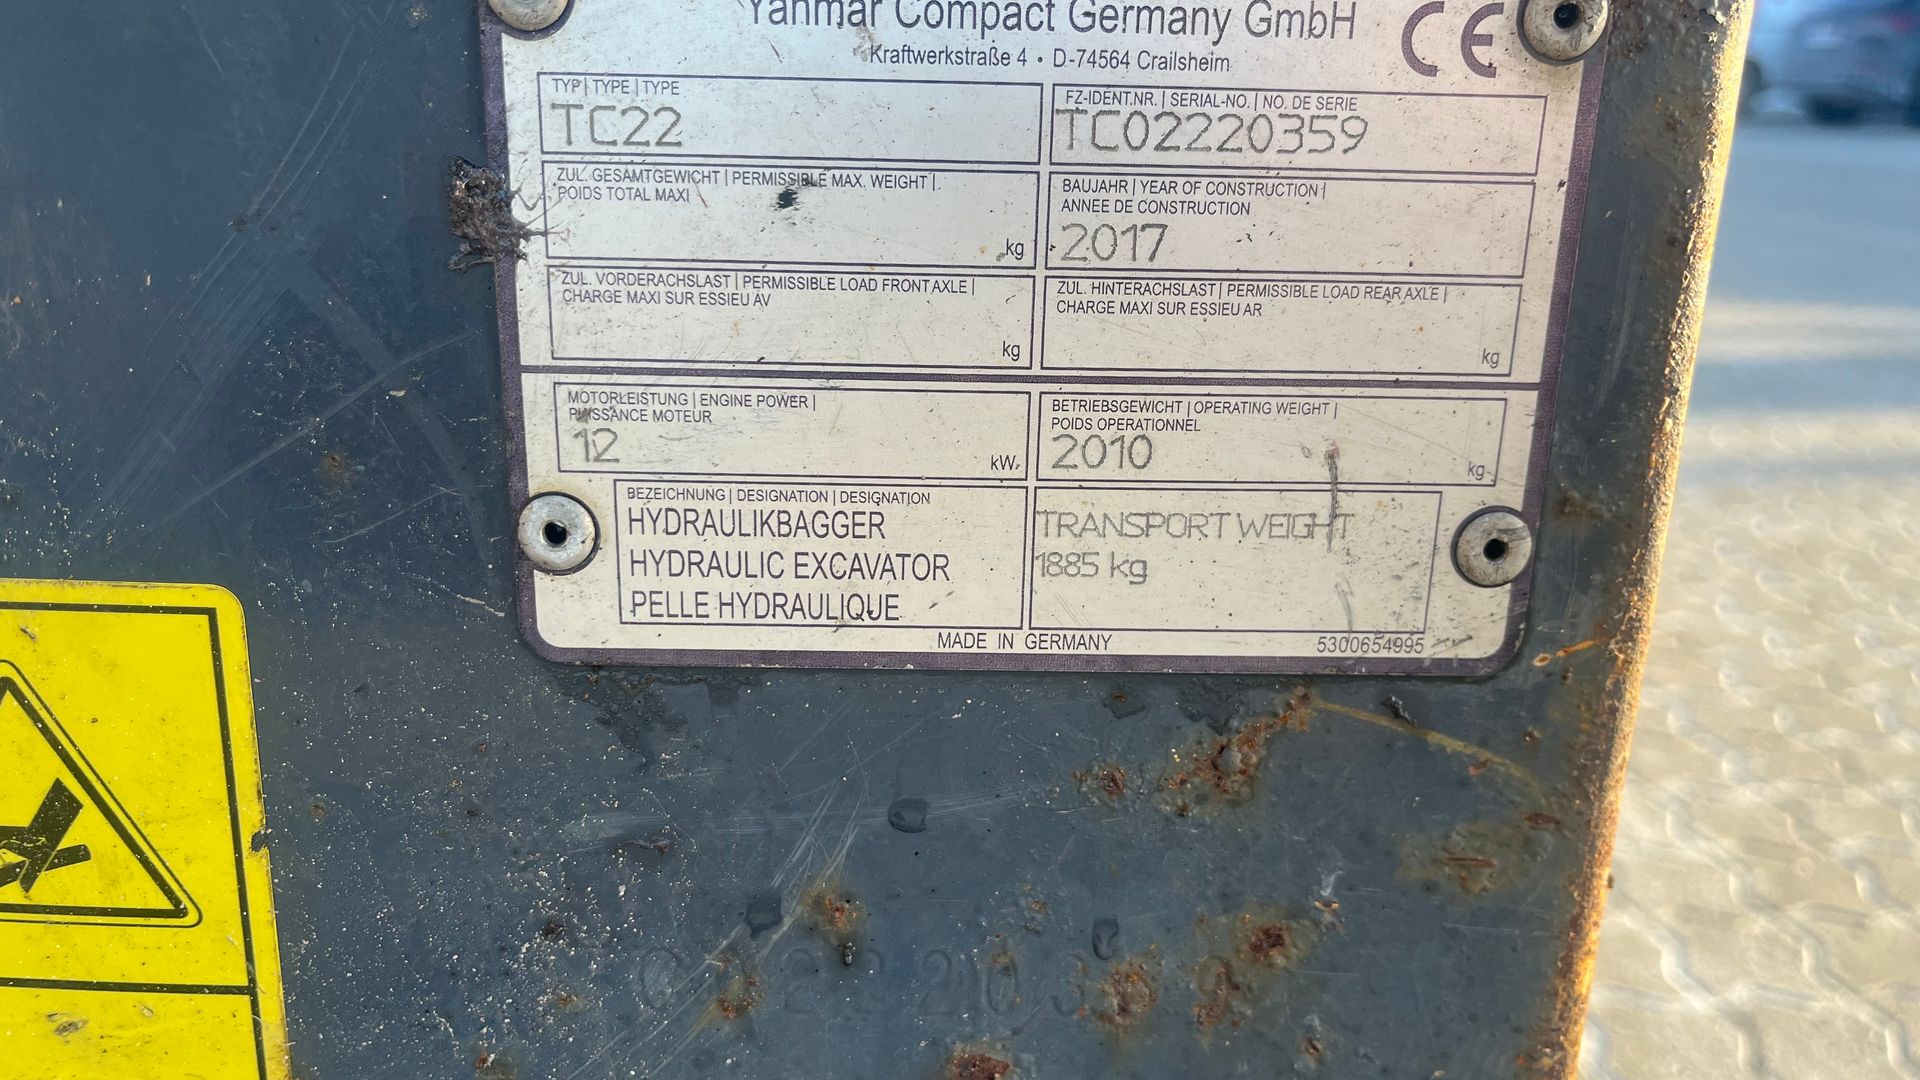 Yanmar Compact Germany GmbH
Kraftwerkstraße 4 • D-74564 Crailsheim
CE
TYP | TYPE | TYPE
TC22
FZ-IDENT.NR. | SERIAL-NO. | NO. DE SERIE
TC02220359
ZUL. GESAMTGEWICHT | PERMISSIBLE MAX. WEIGHT |
POIDS TOTAL MAXI
kg
BAUJAHR | YEAR OF CONSTRUCTION |
ANNEE DE CONSTRUCTION
2017
ZUL. VORDERACHSLAST | PERMISSIBLE LOAD FRONT AXLE |
CHARGE MAXI SUR ESSIEU AV
kg
ZUL. HINTERACHSLAST | PERMISSIBLE LOAD REAR AXLE |
CHARGE MAXI SUR ESSIEU AR
kg
MOTORLEISTUNG | ENGINE POWER |
PUISSANCE MOTEUR
12
kW
BETRIEBSGEWICHT | OPERATING WEIGHT |
POIDS OPERATIONNEL
2010
kg
BEZEICHNUNG | DESIGNATION | DESIGNATION
HYDRAULIKBAGGER
HYDRAULIC EXCAVATOR
PELLE HYDRAULIQUE
TRANSPORT WEIGHT
1885 kg
MADE IN GERMANY
5300654995